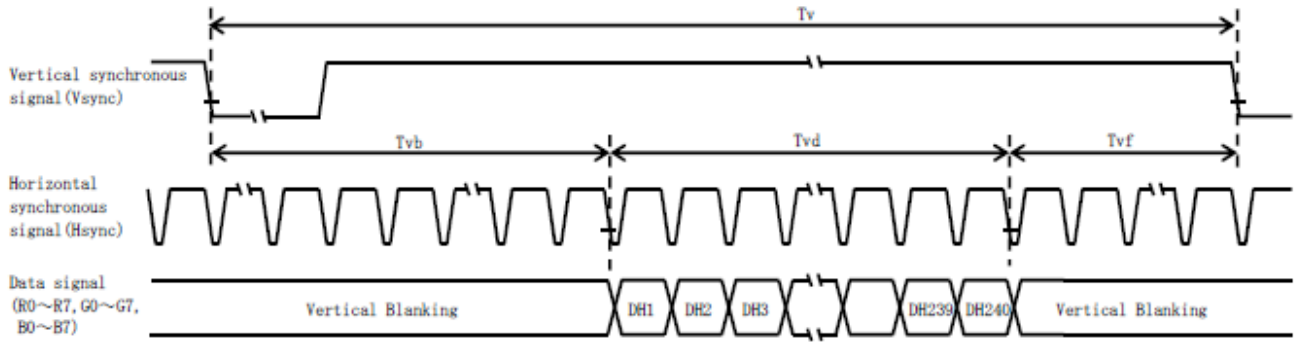 Tv
Vertical synchronous
signal(Vsync)
Tvb
Tvd
Tvf
Horizontal
synchronous
signal(Hsync)
Data signal
(R0～R7,G0～G7,
B0～B7)
Vertical Blanking
DH1
DH2
DH3
DH239
DH240
Vertical Blanking